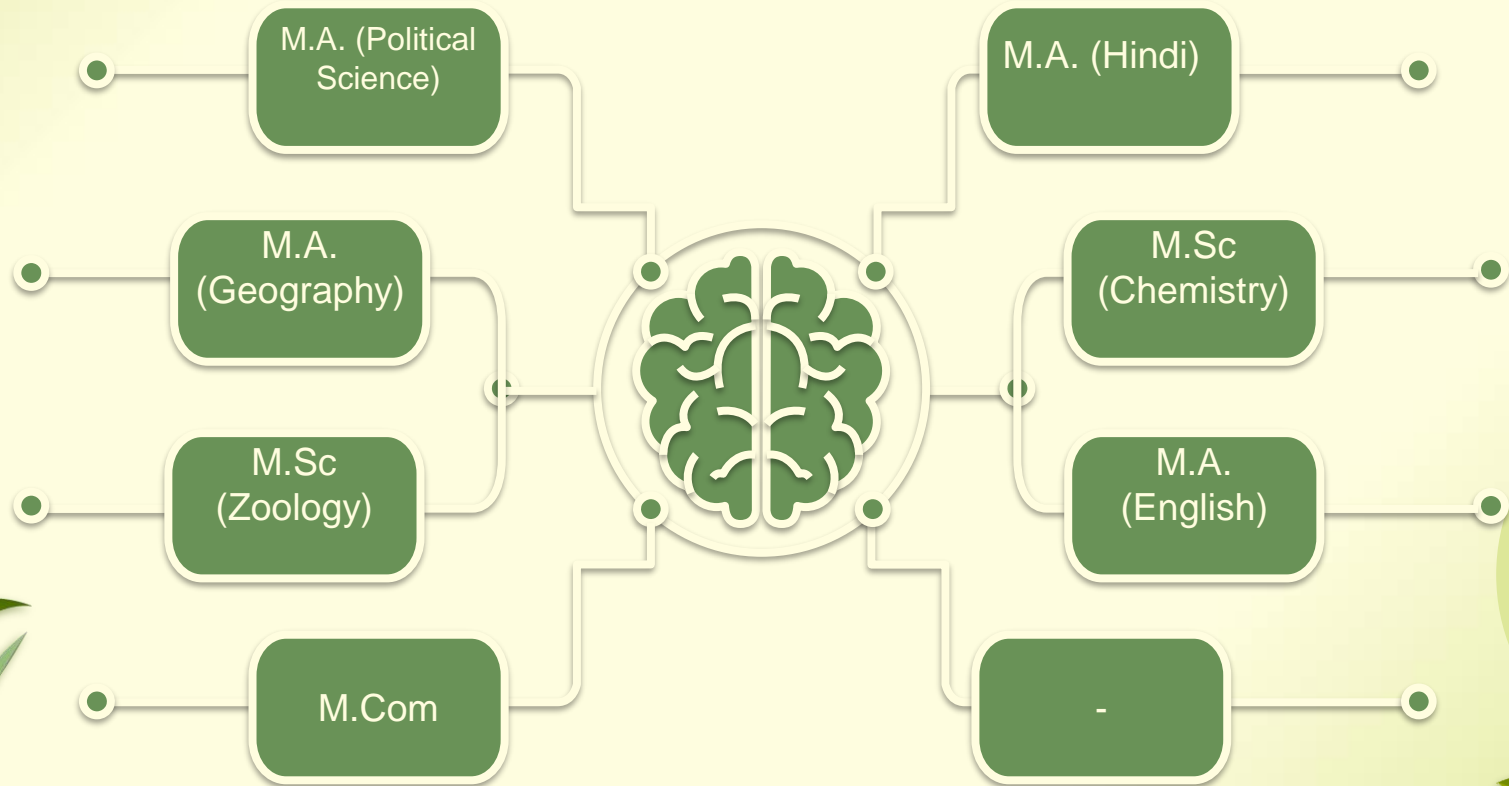 M.A. (Political
Science)
M.A. (Hindi)
M.A.
(Geography)
M.Sc
(Chemistry)
M.Sc
(Zoology)
M.A.
(English)
M.Com
-